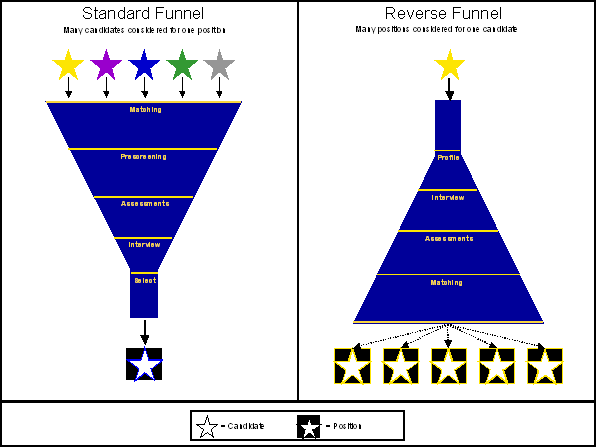 Standard Funnel
Many candidates considered for one position
Matching
Prescreening
Assessments
Interview
Select
Reverse Funnel
Many positions considered for one candidate
Profile
Interview
Assessments
Matching
= Candidate
= Position